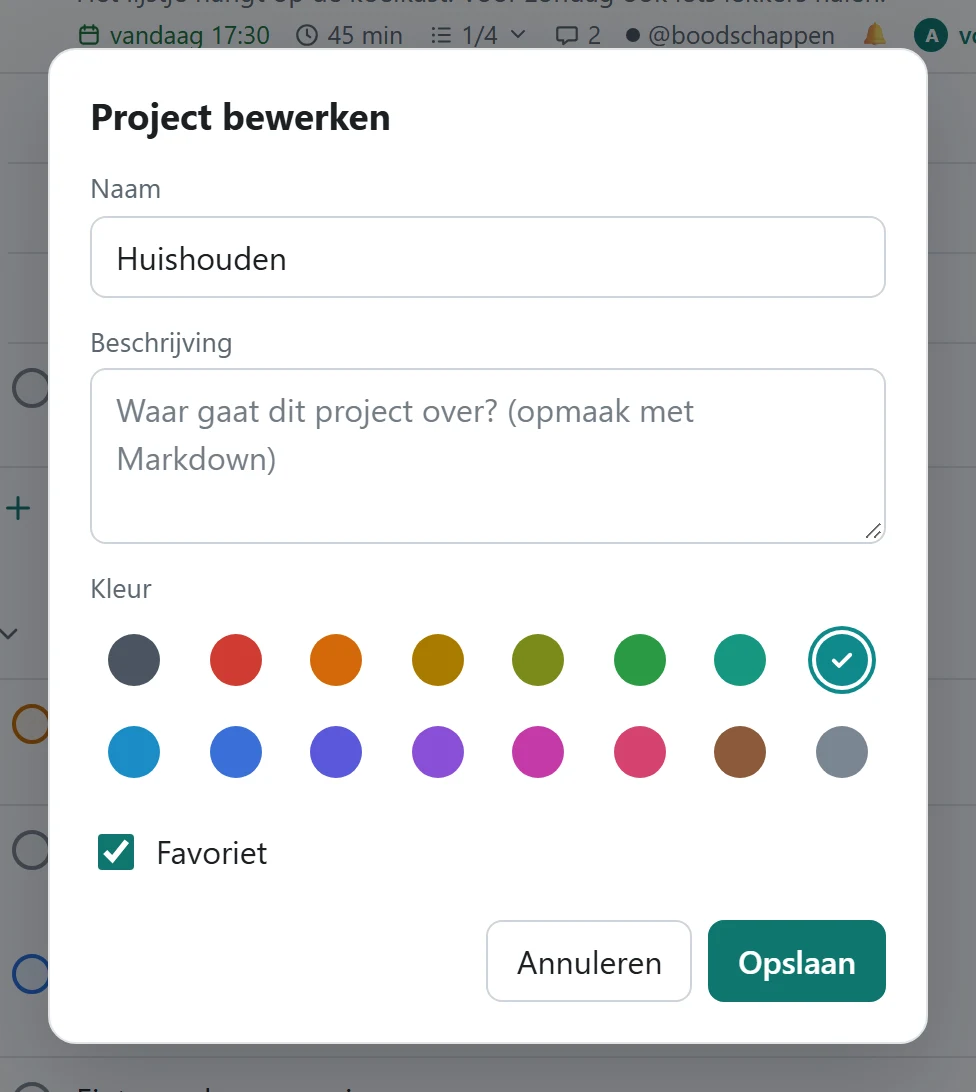 vandaag 17:30 45 min 1/4 2 @boodschappen A
Project bewerken
Naam
Huishouden
Beschrijving
Waar gaat dit project over? (opmaak met
Markdown)
Kleur
Favoriet
Annuleren
Opslaan